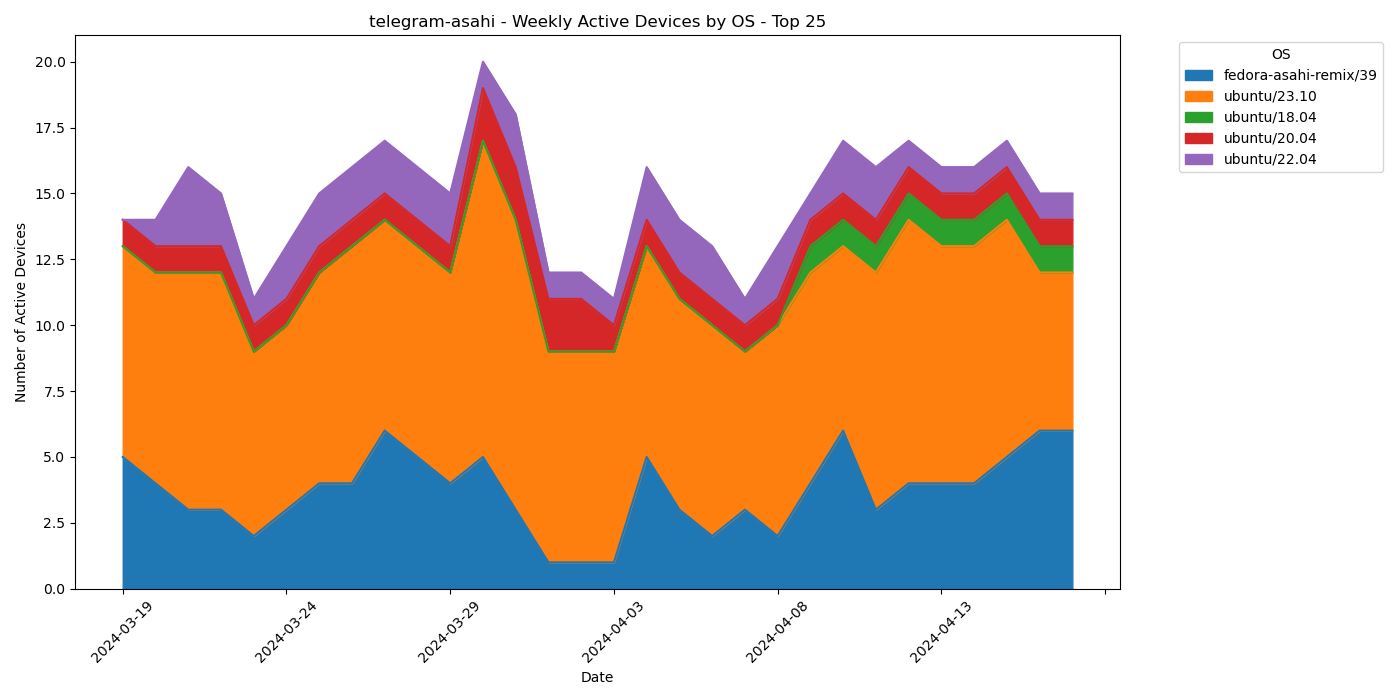 telegram-asahi - Weekly Active Devices by OS - Top 25
OS
fedora-asahi-remix/39
ubuntu/23.10
ubuntu/18.04
ubuntu/20.04
ubuntu/22.04
Number of Active Devices
20.0
17.5
15.0
12.5
10.0
7.5
5.0
2.5
0.0
2024-03-19
2024-03-24
2024-03-29
2024-04-03
2024-04-08
2024-04-13
Date